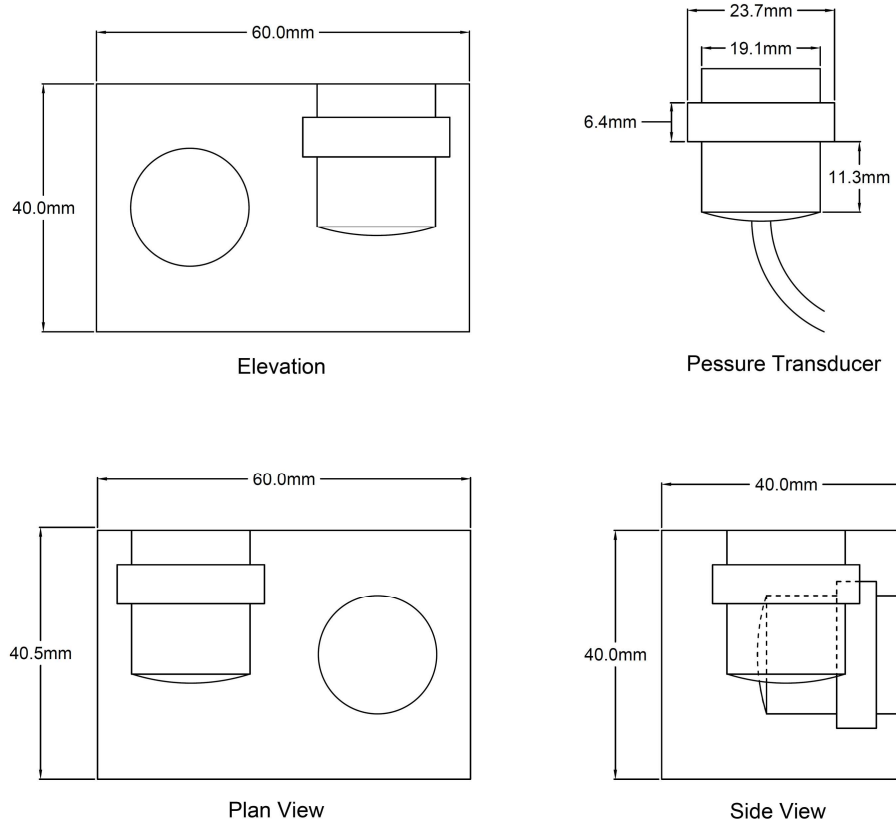 60.0mm
40.0mm
Elevation
23.7mm
19.1mm
6.4mm
11.3mm
Pessure Transducer
60.0mm
40.5mm
Plan View
40.0mm
40.0mm
Side View